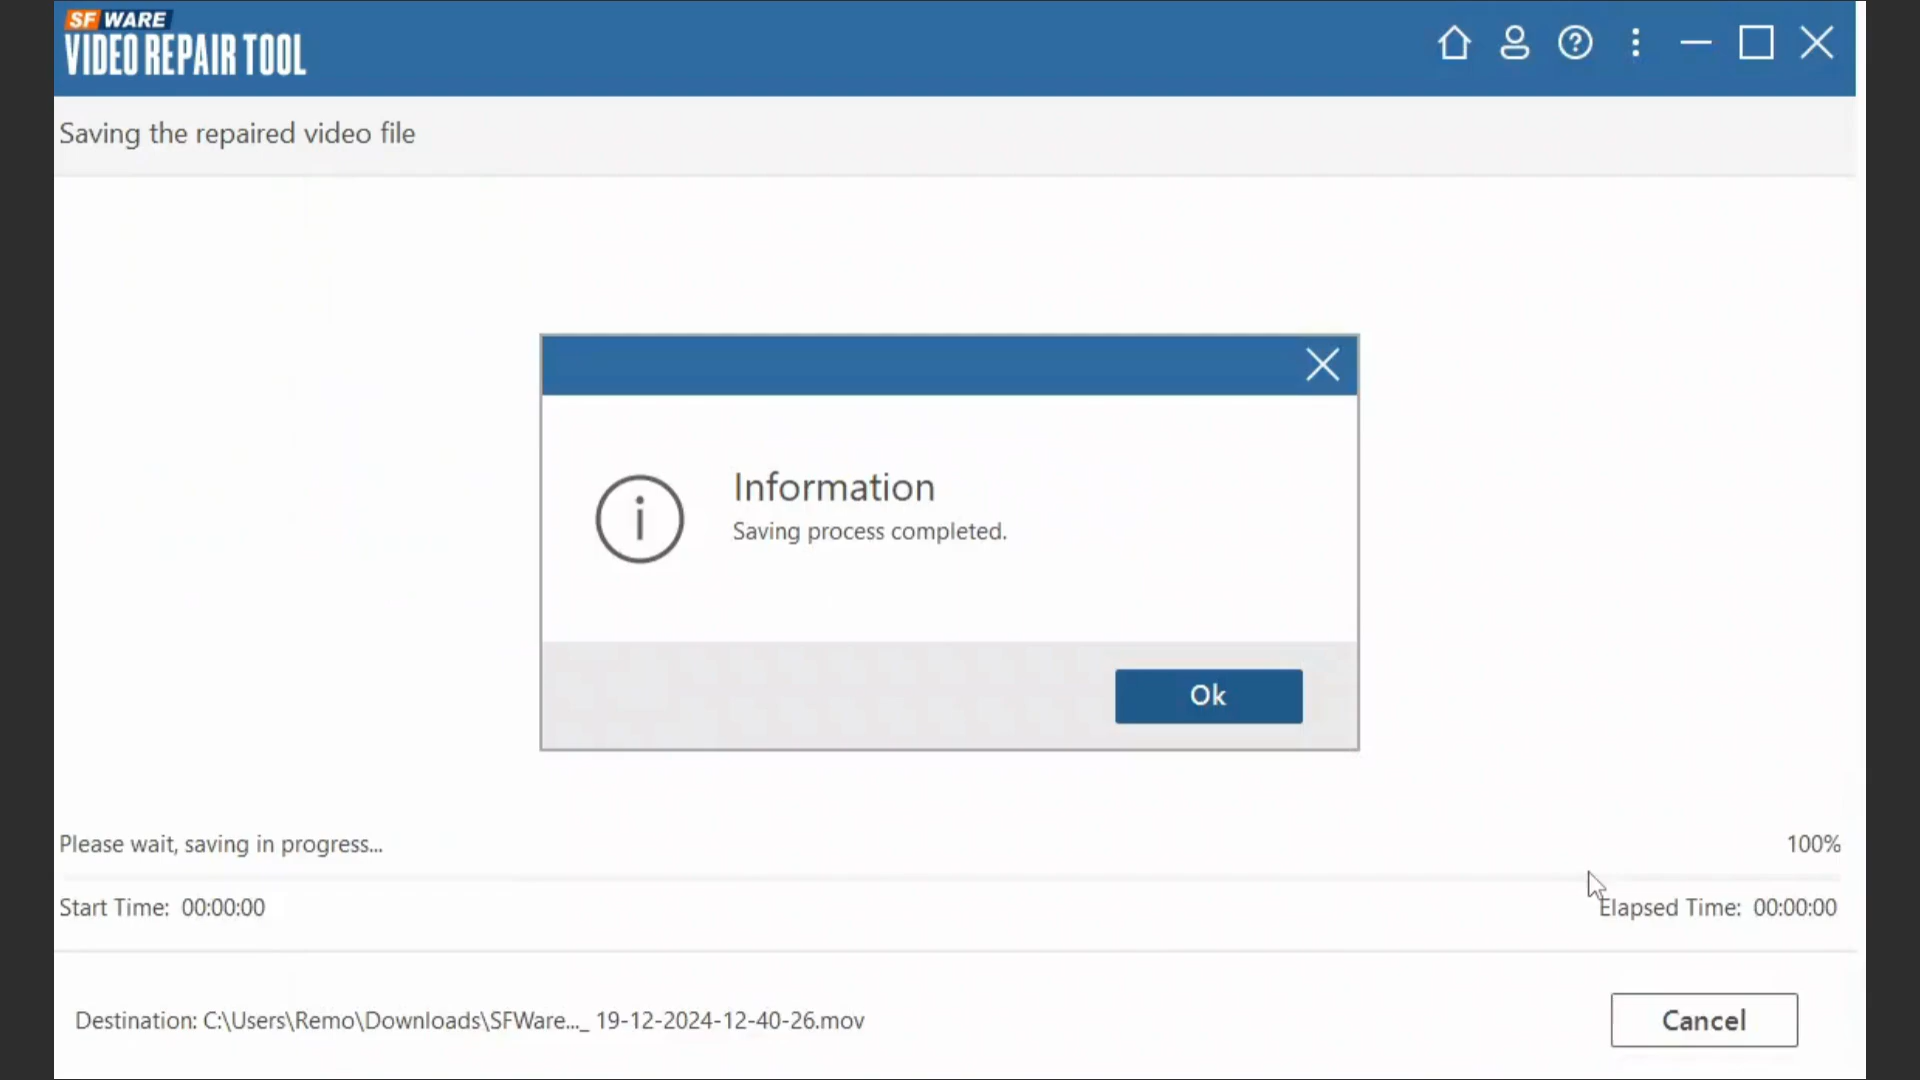 SFWARE
VIDEO REPAIR TOOL
Saving the repaired video file
Information
Saving process completed.
Ok
Please wait, saving in progress...
100%
Start Time: 00:00:00
Elapsed Time: 00:00:00
Destination: C:\Users\Remo\Downloads\SFWare..._ 19-12-2024-12-40-26.mov
Cancel